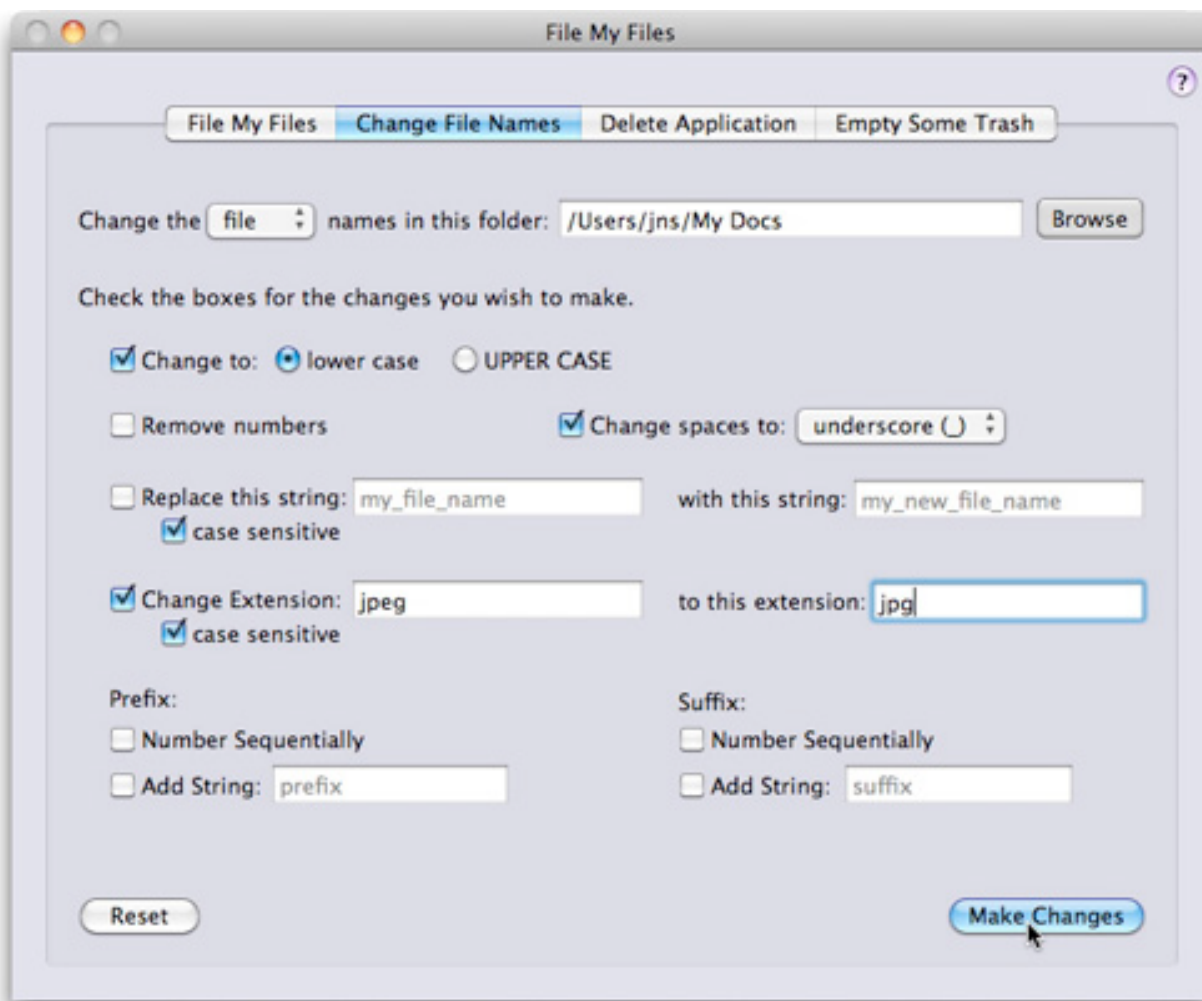 File My Files
?
File My Files Change File Names Delete Application Empty Some Trash
Change the file names in this folder: /Users/jns/My Docs Browse
Check the boxes for the changes you wish to make.
Change to: lower case UPPER CASE
Remove numbers Change spaces to: underscore (_)
Replace this string: my_file_name with this string: my_new_file_name
case sensitive
Change Extension: jpeg to this extension: jpg
case sensitive
Prefix: Suffix:
Number Sequentially Number Sequentially
Add String: prefix Add String: suffix
Reset Make Changes